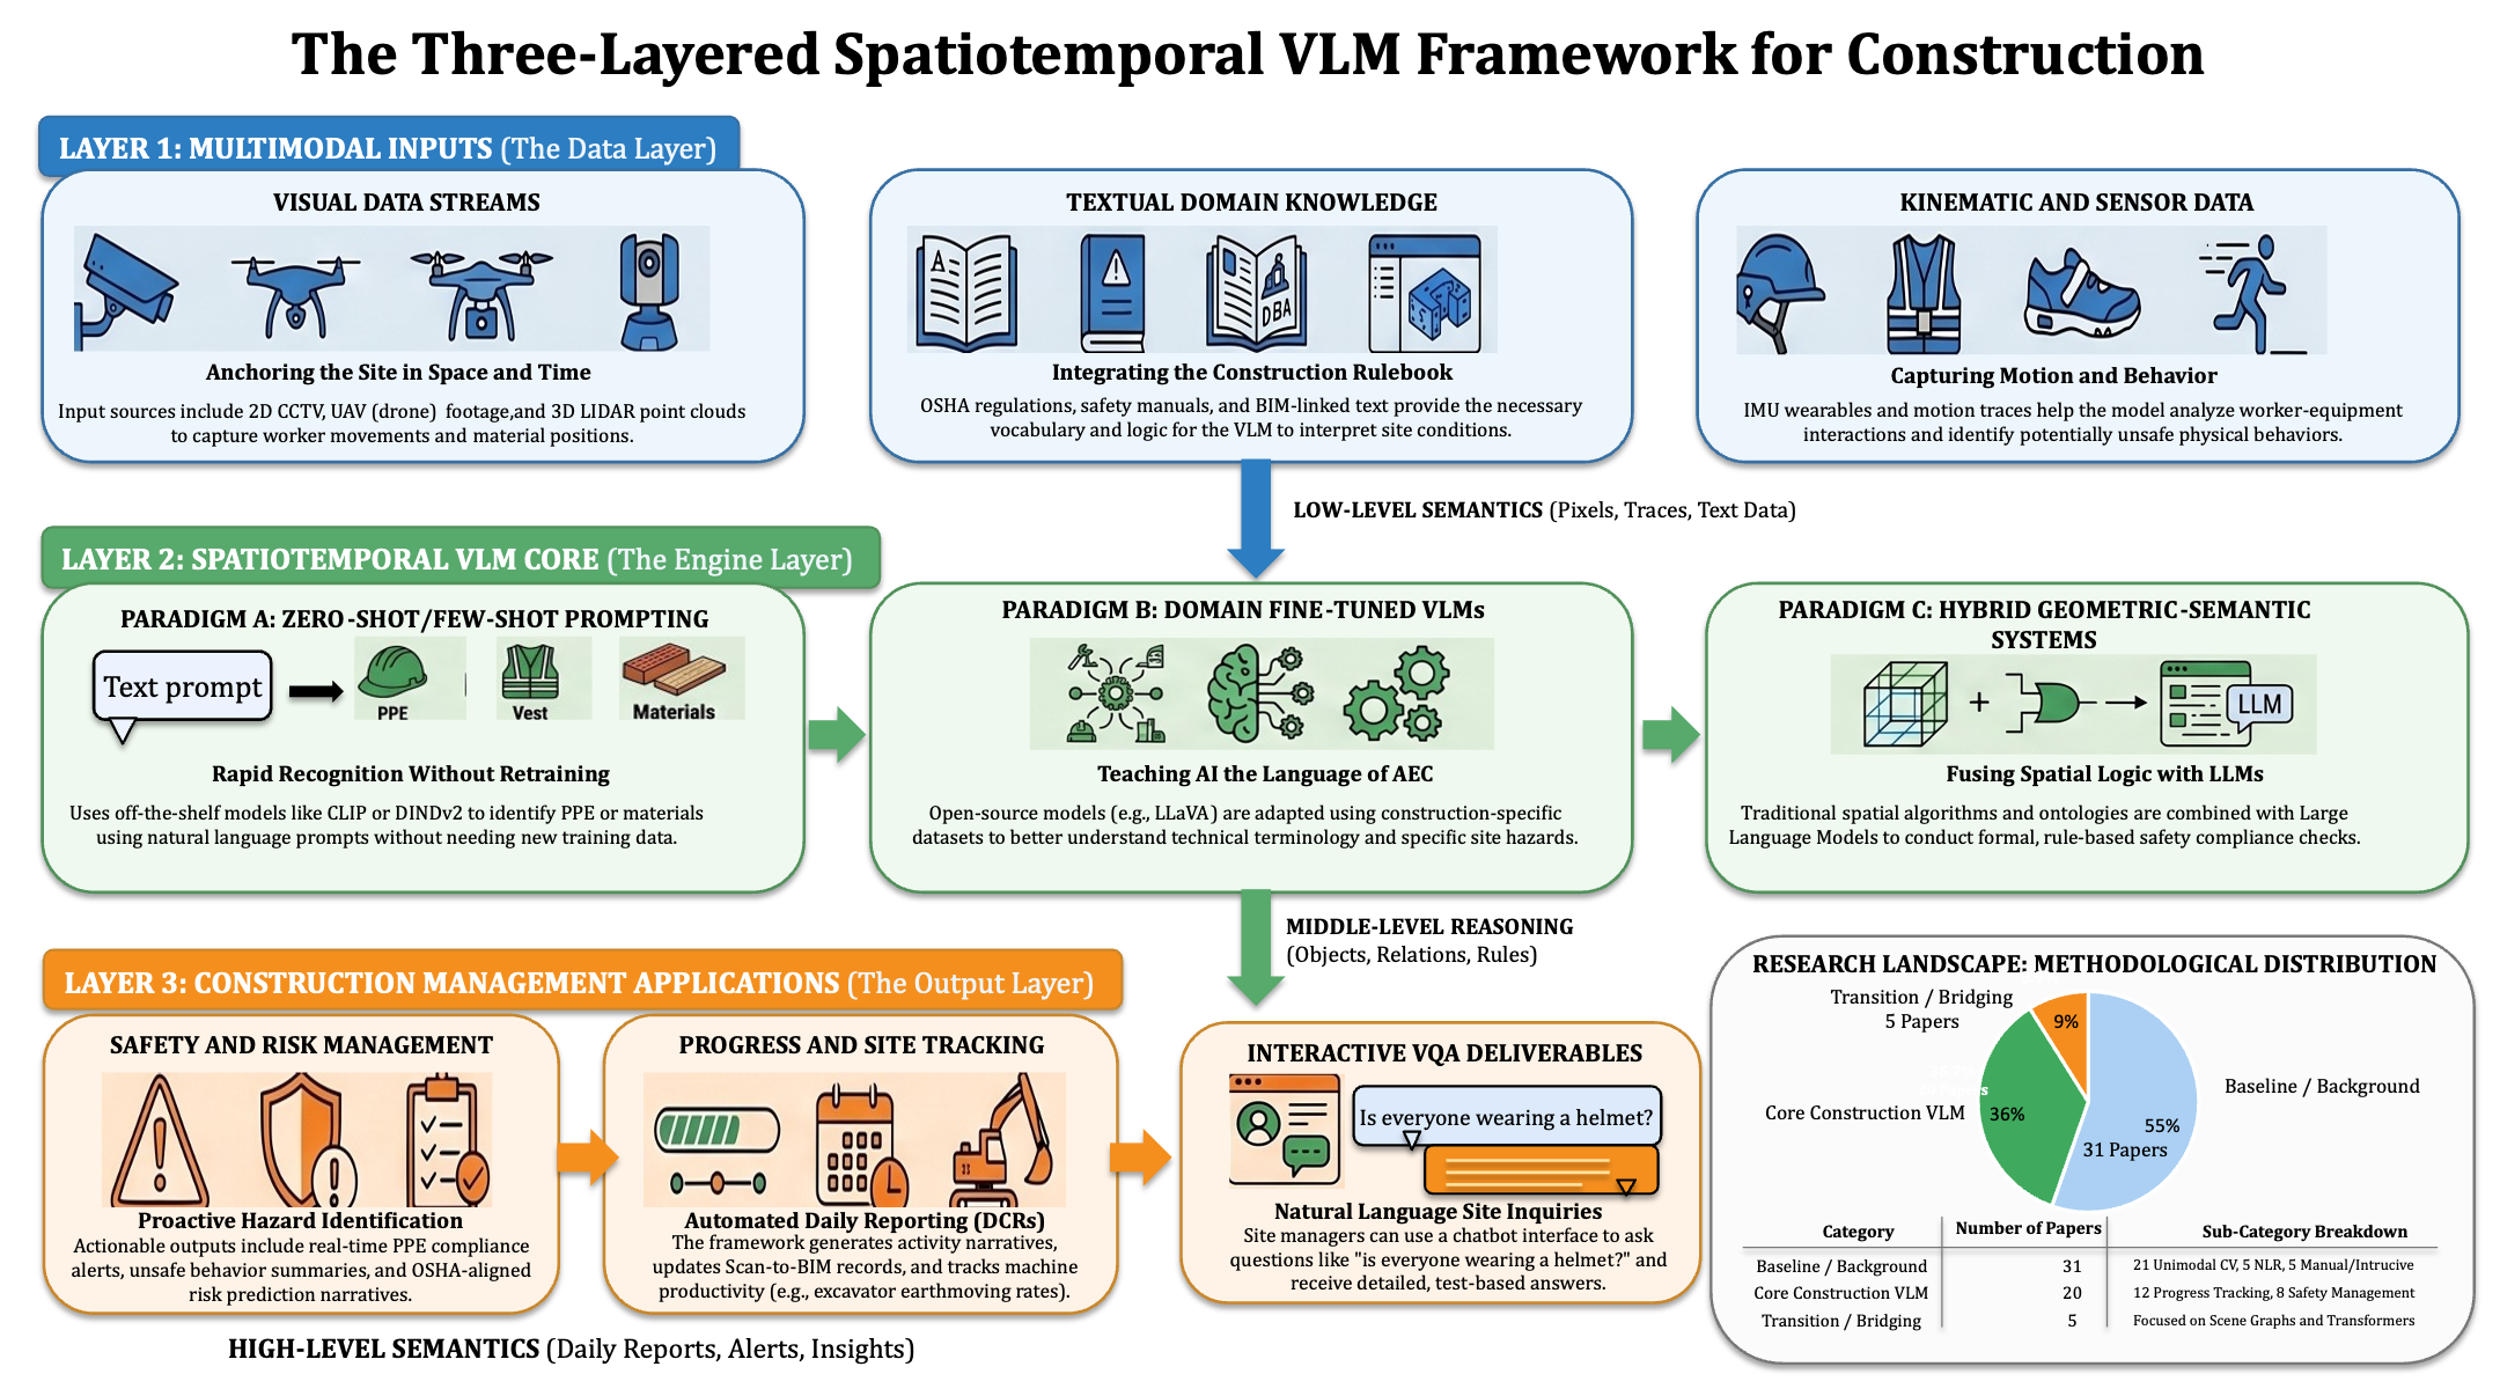 The Three-Layered Spatiotemporal VLM Framework for Construction
LAYER 1: MULTIMODAL INPUTS (The Data Layer)
VISUAL DATA STREAMS
Anchoring the Site in Space and Time
Input sources include 2D CCTV, UAV (drone) footage,and 3D LIDAR point clouds
to capture worker movements and material positions.
TEXTUAL DOMAIN KNOWLEDGE
A
DBA
Integrating the Construction Rulebook
OSHA regulations, safety manuals, and BIM-linked text provide the necessary
vocabulary and logic for the VLM to interpret site conditions.
KINEMATIC AND SENSOR DATA
Capturing Motion and Behavior
IMU wearables and motion traces help the model analyze worker-equipment
interactions and identify potentially unsafe physical behaviors.
LOW-LEVEL SEMANTICS (Pixels, Traces, Text Data)
LAYER 2: SPATIOTEMPORAL VLM CORE (The Engine Layer)
PARADIGM A: ZERO-SHOT/FEW-SHOT PROMPTING
Text prompt
PPE
Vest
Materials
Rapid Recognition Without Retraining
Uses off-the-shelf models like CLIP or DINDv2 to identify PPE or materials
using natural language prompts without needing new training data.
PARADIGM B: DOMAIN FINE-TUNED VLMs
Teaching AI the Language of AEC
Open-source models (e.g., LLaVA) are adapted using construction-specific
datasets to better understand technical terminology and specific site hazards.
PARADIGM C: HYBRID GEOMETRIC-SEMANTIC
SYSTEMS
+
LLM
Fusing Spatial Logic with LLMs
Traditional spatial algorithms and ontologies are combined with Large
Language Models to conduct formal, rule-based safety compliance checks.
MIDDLE-LEVEL REASONING
(Objects, Relations, Rules)
LAYER 3: CONSTRUCTION MANAGEMENT APPLICATIONS (The Output Layer)
SAFETY AND RISK MANAGEMENT
Proactive Hazard Identification
Actionable outputs include real-time PPE compliance
alerts, unsafe behavior summaries, and OSHA-aligned
risk prediction narratives.
PROGRESS AND SITE TRACKING
Automated Daily Reporting (DCRs)
The framework generates activity narratives,
updates Scan-to-BIM records, and tracks machine
productivity (e.g., excavator earthmoving rates).
INTERACTIVE VQA DELIVERABLES
Is everyone wearing a helmet?
Natural Language Site Inquiries
Site managers can use a chatbot interface to ask
questions like "is everyone wearing a helmet?" and
receive detailed, test-based answers.
HIGH-LEVEL SEMANTICS (Daily Reports, Alerts, Insights)
RESEARCH LANDSCAPE: METHODOLOGICAL DISTRIBUTION
Transition / Bridging
5 Papers
9%
Baseline / Background
Core Construction VLM
36%
55%
31 Papers
Category Number of Papers Sub-Category Breakdown
Baseline / Background 31 21 Unimodal CV, 5 NLR, 5 Manual/Intrucive
Core Construction VLM 20 12 Progress Tracking, 8 Safety Management
Transition / Bridging 5 Focused on Scene Graphs and Transformers